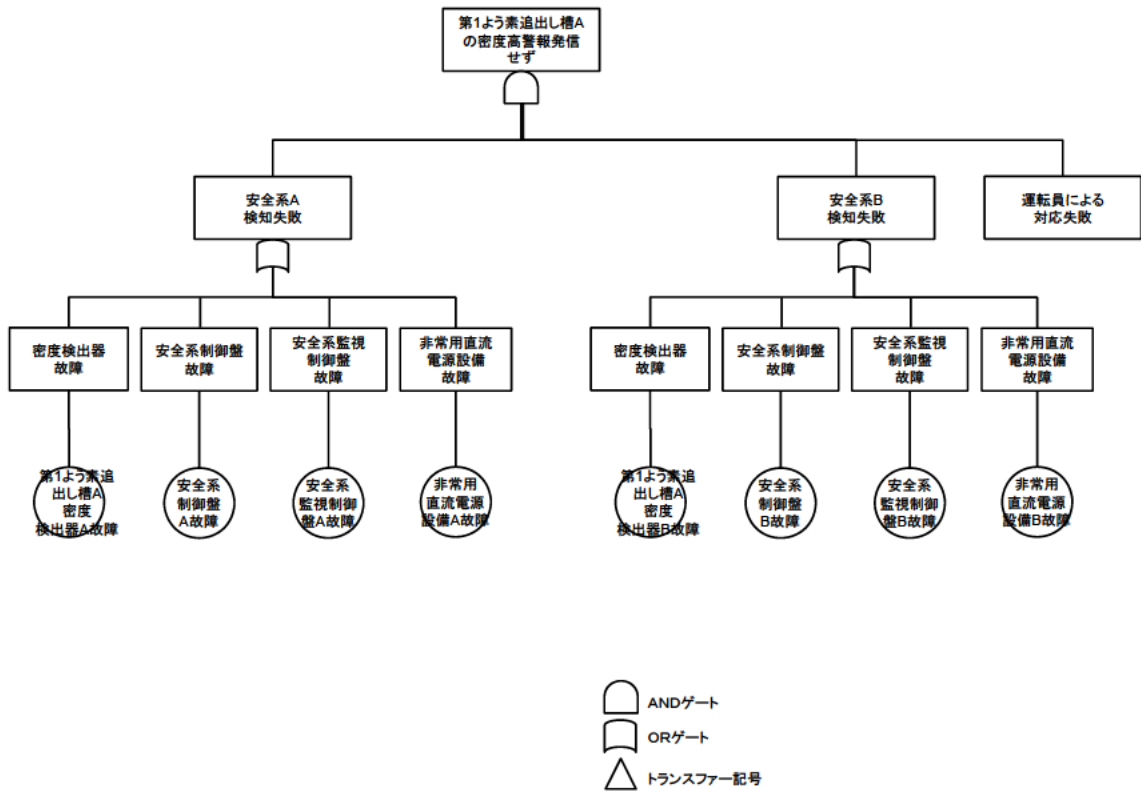 第1よう素追出し槽A
の密度高警報発信
せず
安全系A
検知失敗
安全系B
検知失敗
運転員による
対応失敗
密度検出器
故障
安全系制御盤
故障
安全系監視
制御盤
故障
非常用直流
電源設備
故障
密度検出器
故障
安全系制御盤
故障
安全系監視
制御盤
故障
非常用直流
電源設備
故障
第1よう素追
出し槽A
密度
検出器A故障
安全系
制御盤
A故障
安全系
監視制御
盤A故障
非常用
直流電源
設備A故障
第1よう素追
出し槽A
密度
検出器B故障
安全系
制御盤
B故障
安全系
監視制御
盤B故障
非常用
直流電源
設備B故障
ANDゲート
ORゲート
トランスファー記号